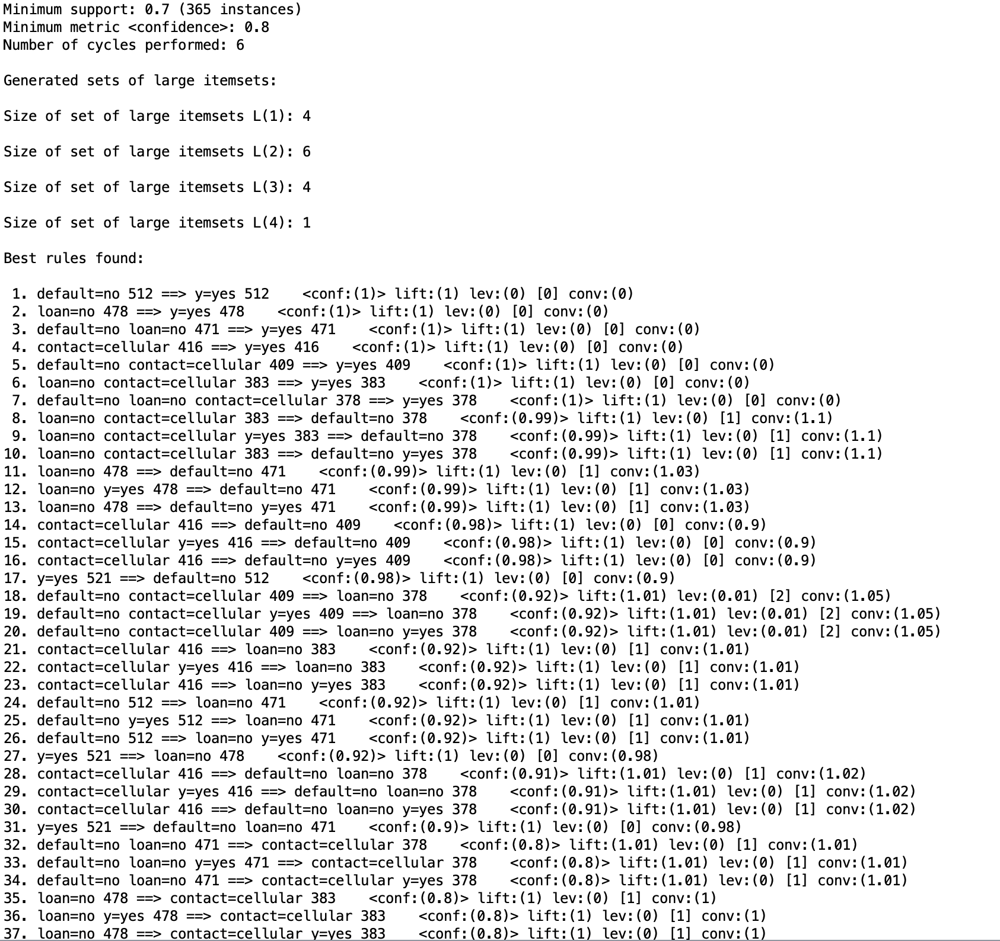 Minimum support: 0.7 (365 instances)
Minimum metric <confidence>: 0.8
Number of cycles performed: 6
Generated sets of large itemsets:
Size of set of large itemsets L(1): 4
Size of set of large itemsets L(2): 6
Size of set of large itemsets L(3): 4
Size of set of large itemsets L(4): 1
Best rules found:
1. default=no 512 ==> y=yes 512    <conf:(1)> lift:(1) lev:(0) [0] conv:(0)
2. loan=no 478 ==> y=yes 478    <conf:(1)> lift:(1) lev:(0) [0] conv:(0)
3. default=no loan=no 471 ==> y=yes 471    <conf:(1)> lift:(1) lev:(0) [0] conv:(0)
4. contact=cellular 416 ==> y=yes 416    <conf:(1)> lift:(1) lev:(0) [0] conv:(0)
5. default=no contact=cellular 409 ==> y=yes 409    <conf:(1)> lift:(1) lev:(0) [0] conv:(0)
6. loan=no contact=cellular 383 ==> y=yes 383    <conf:(1)> lift:(1) lev:(0) [0] conv:(0)
7. default=no loan=no contact=cellular 378 ==> y=yes 378    <conf:(1)> lift:(1) lev:(0) [0] conv:(0)
8. loan=no contact=cellular 383 ==> default=no 378    <conf:(0.99)> lift:(1) lev:(0) [1] conv:(1.1)
9. loan=no contact=cellular y=yes 383 ==> default=no 378    <conf:(0.99)> lift:(1) lev:(0) [1] conv:(1.1)
10. loan=no contact=cellular 383 ==> default=no y=yes 378    <conf:(0.99)> lift:(1) lev:(0) [1] conv:(1.1)
11. loan=no 478 ==> default=no 471    <conf:(0.99)> lift:(1) lev:(0) [1] conv:(1.03)
12. loan=no y=yes 478 ==> default=no 471    <conf:(0.99)> lift:(1) lev:(0) [1] conv:(1.03)
13. loan=no 478 ==> default=no y=yes 471    <conf:(0.99)> lift:(1) lev:(0) [1] conv:(1.03)
14. contact=cellular 416 ==> default=no 409    <conf:(0.98)> lift:(1) lev:(0) [0] conv:(0.9)
15. contact=cellular y=yes 416 ==> default=no 409    <conf:(0.98)> lift:(1) lev:(0) [0] conv:(0.9)
16. contact=cellular 416 ==> default=no y=yes 409    <conf:(0.98)> lift:(1) lev:(0) [0] conv:(0.9)
17. y=yes 521 ==> default=no 512    <conf:(0.98)> lift:(1) lev:(0) [0] conv:(0.9)
18. default=no contact=cellular 409 ==> loan=no 378    <conf:(0.92)> lift:(1.01) lev:(0.01) [2] conv:(1.05)
19. default=no contact=cellular y=yes 409 ==> loan=no 378    <conf:(0.92)> lift:(1.01) lev:(0.01) [2] conv:(1.05)
20. default=no contact=cellular 409 ==> loan=no y=yes 378    <conf:(0.92)> lift:(1.01) lev:(0.01) [2] conv:(1.05)
21. contact=cellular 416 ==> loan=no 383    <conf:(0.92)> lift:(1) lev:(0) [1] conv:(1.01)
22. contact=cellular y=yes 416 ==> loan=no 383    <conf:(0.92)> lift:(1) lev:(0) [1] conv:(1.01)
23. contact=cellular 416 ==> loan=no y=yes 383    <conf:(0.92)> lift:(1) lev:(0) [1] conv:(1.01)
24. default=no 512 ==> loan=no 471    <conf:(0.92)> lift:(1) lev:(0) [1] conv:(1.01)
25. default=no y=yes 512 ==> loan=no 471    <conf:(0.92)> lift:(1) lev:(0) [1] conv:(1.01)
26. default=no 512 ==> loan=no y=yes 471    <conf:(0.92)> lift:(1) lev:(0) [1] conv:(1.01)
27. y=yes 521 ==> loan=no 478    <conf:(0.92)> lift:(1) lev:(0) [0] conv:(0.98)
28. contact=cellular 416 ==> default=no loan=no 378    <conf:(0.91)> lift:(1.01) lev:(0) [1] conv:(1.02)
29. contact=cellular y=yes 416 ==> default=no loan=no 378    <conf:(0.91)> lift:(1.01) lev:(0) [1] conv:(1.02)
30. contact=cellular 416 ==> default=no loan=no y=yes 378    <conf:(0.91)> lift:(1.01) lev:(0) [1] conv:(1.02)
31. y=yes 521 ==> default=no loan=no 471    <conf:(0.9)> lift:(1) lev:(0) [0] conv:(0.98)
32. default=no loan=no 471 ==> contact=cellular 378    <conf:(0.8)> lift:(1.01) lev:(0) [1] conv:(1.01)
33. default=no loan=no y=yes 471 ==> contact=cellular 378    <conf:(0.8)> lift:(1.01) lev:(0) [1] conv:(1.01)
34. default=no loan=no 471 ==> contact=cellular y=yes 378    <conf:(0.8)> lift:(1.01) lev:(0) [1] conv:(1.01)
35. loan=no 478 ==> contact=cellular 383    <conf:(0.8)> lift:(1) lev:(0) [1] conv:(1)
36. loan=no y=yes 478 ==> contact=cellular 383    <conf:(0.8)> lift:(1) lev:(0) [1] conv:(1)
37. loan=no 478 ==> contact=cellular y=yes 383    <conf:(0.8)> lift:(1) lev:(0) [1] conv:(1)